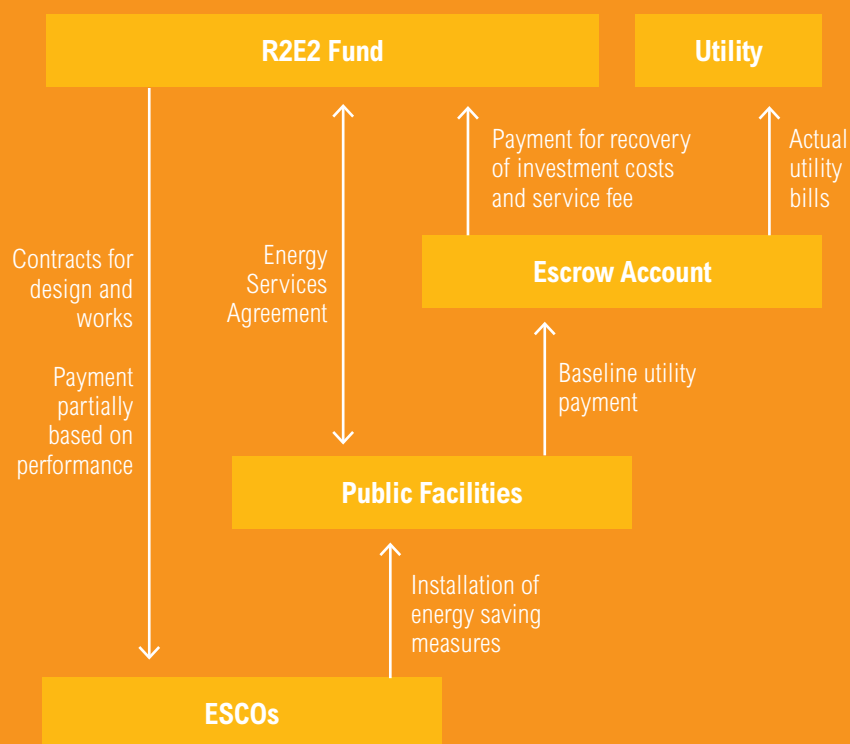 R2E2 Fund
Utility
Payment for recovery
of investment costs
and service fee
Actual
utility
bills
Contracts for
design and
works
Energy
Services
Agreement
Escrow Account
Payment
partially
based on
performance
Baseline utility
payment
Public Facilities
Installation of
energy saving
measures
ESCOs